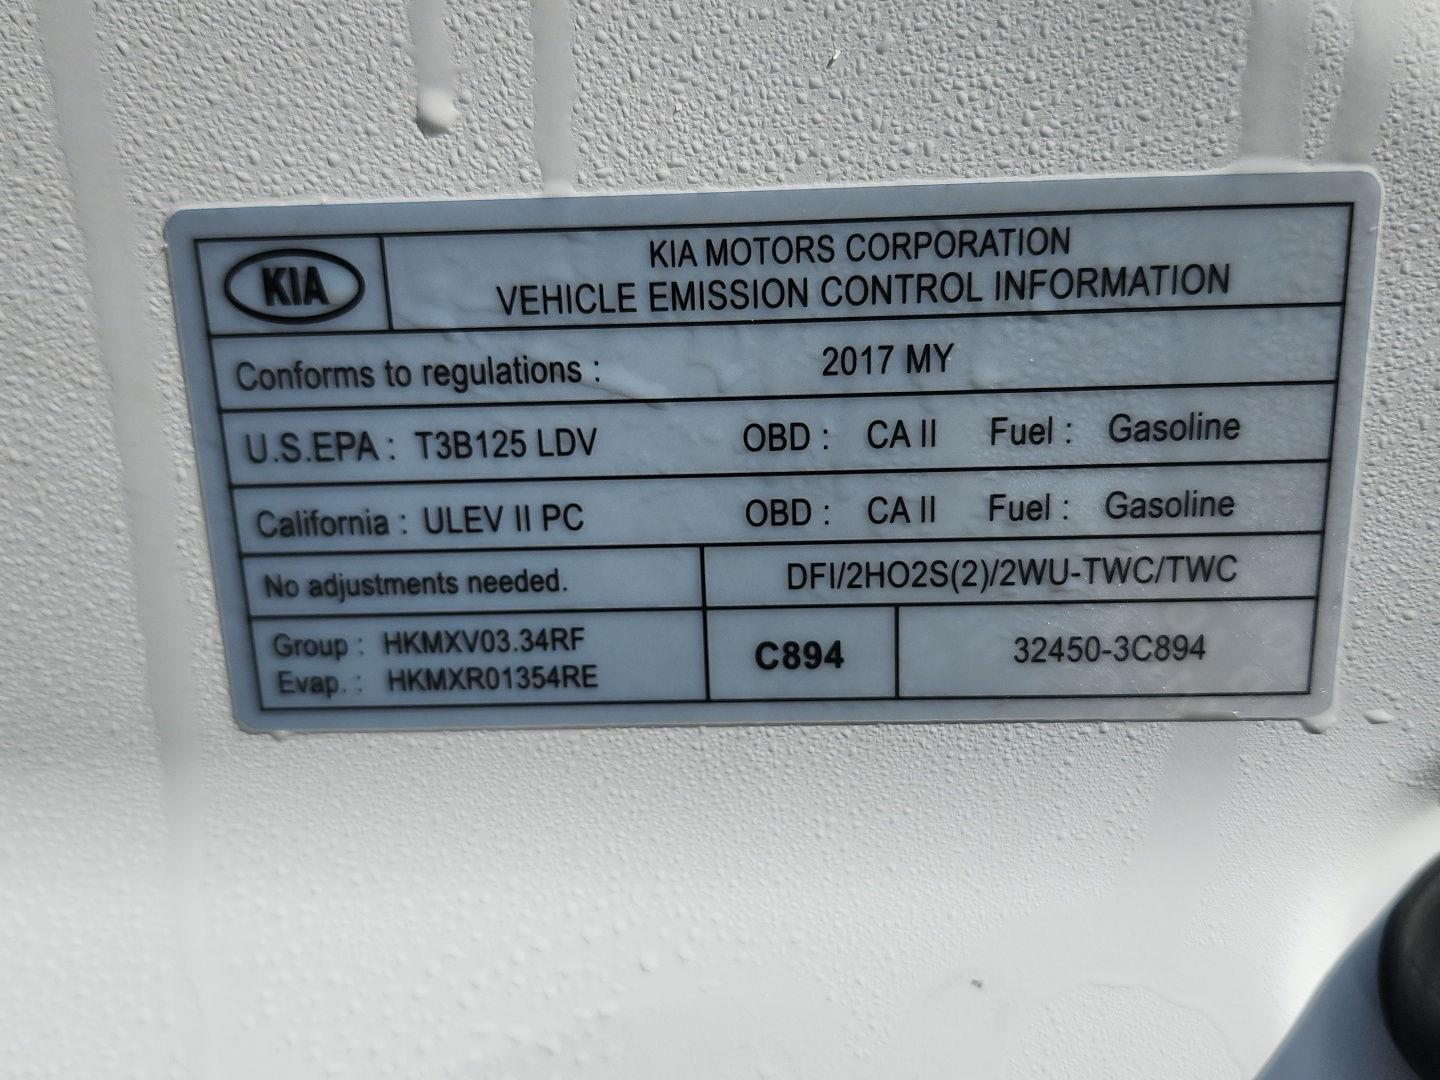 KIA
KIA MOTORS CORPORATION
VEHICLE EMISSION CONTROL INFORMATION
Conforms to regulations : 2017 MY
U.S.EPA : T3B125 LDV OBD : CA II Fuel : Gasoline
California : ULEV II PC OBD : CA II Fuel : Gasoline
No adjustments needed. DFI/2HO2S(2)/2WU-TWC/TWC
Group : HKMXV03.34RF
Evap. : HKMXR01354RE
C894
32450-3C894